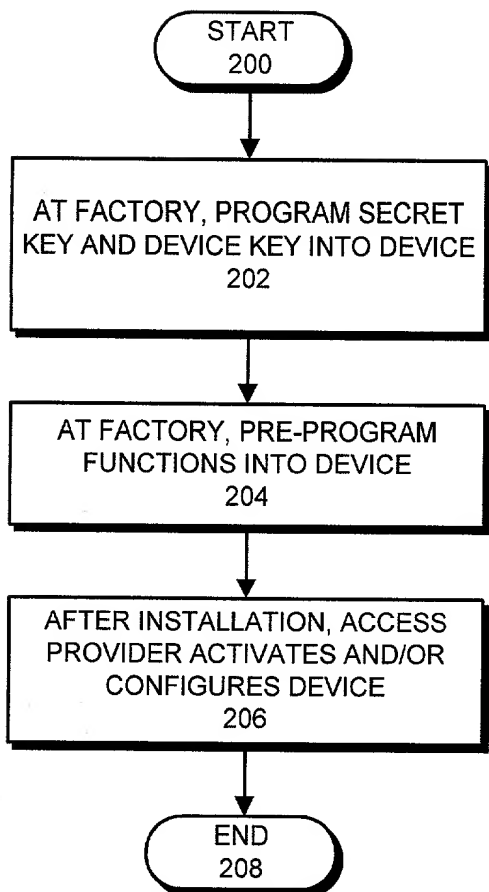 START
200
AT FACTORY, PROGRAM SECRET
KEY AND DEVICE KEY INTO DEVICE
202
AT FACTORY, PRE-PROGRAM
FUNCTIONS INTO DEVICE
204
AFTER INSTALLATION, ACCESS
PROVIDER ACTIVATES AND/OR
CONFIGURES DEVICE
206
END
208